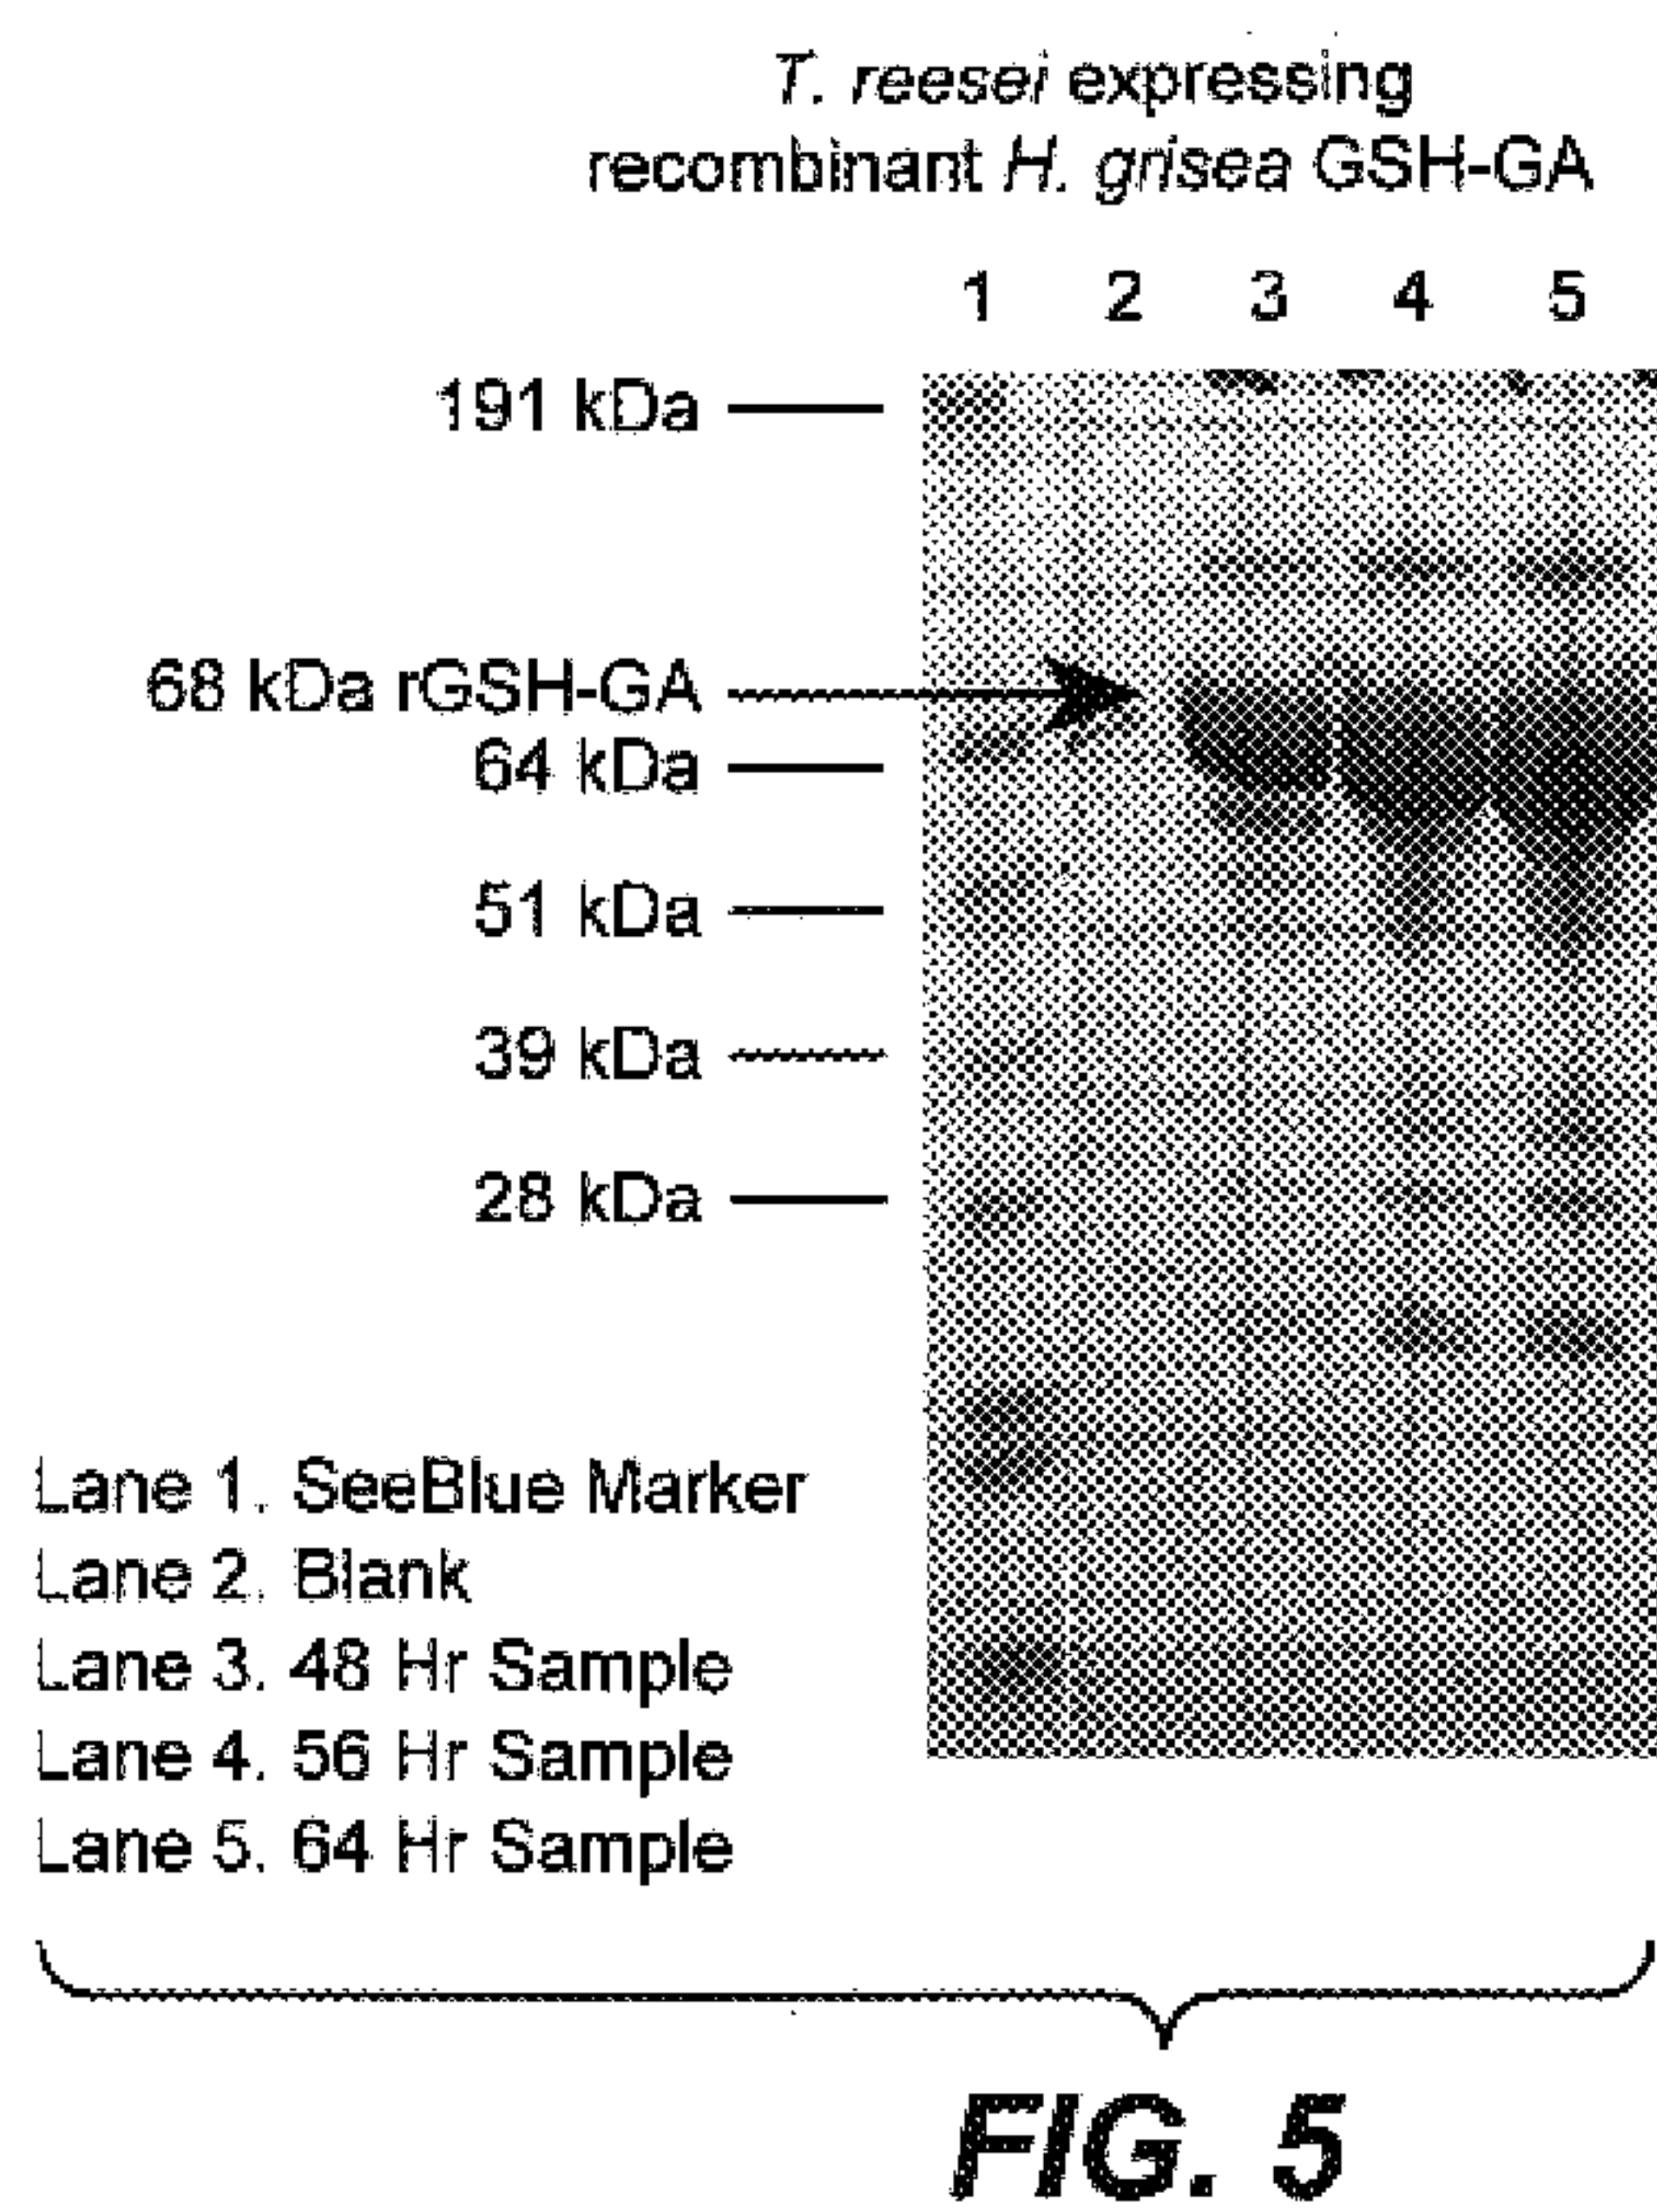 T. reesei expressing
recombinant H. grisea GSH-GA
1 2 3 4 5
191 kDa
68 kDa rGSH-GA
64 kDa
51 kDa
39 kDa
28 kDa
Lane 1. SeeBlue Marker
Lane 2. Blank
Lane 3. 48 Hr Sample
Lane 4. 56 Hr Sample
Lane 5. 64 Hr Sample
FIG. 5